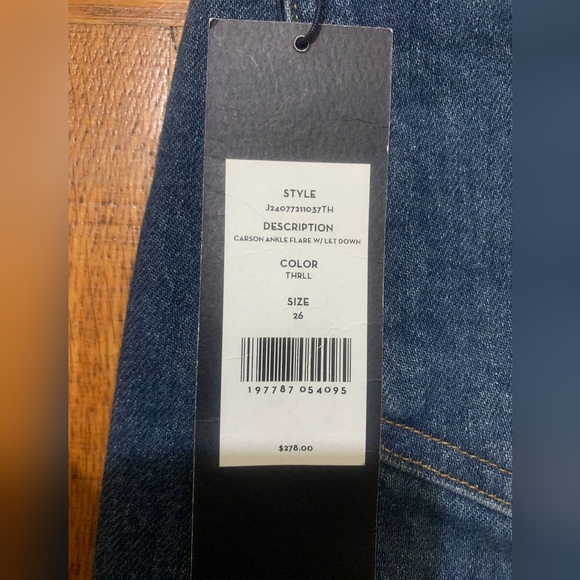 STYLE
J24077211037TH
DESCRIPTION
CARSON ANKLE FLARE W/ LET DOWN
COLOR
THRLL
SIZE
26
197787 054095
$278.00